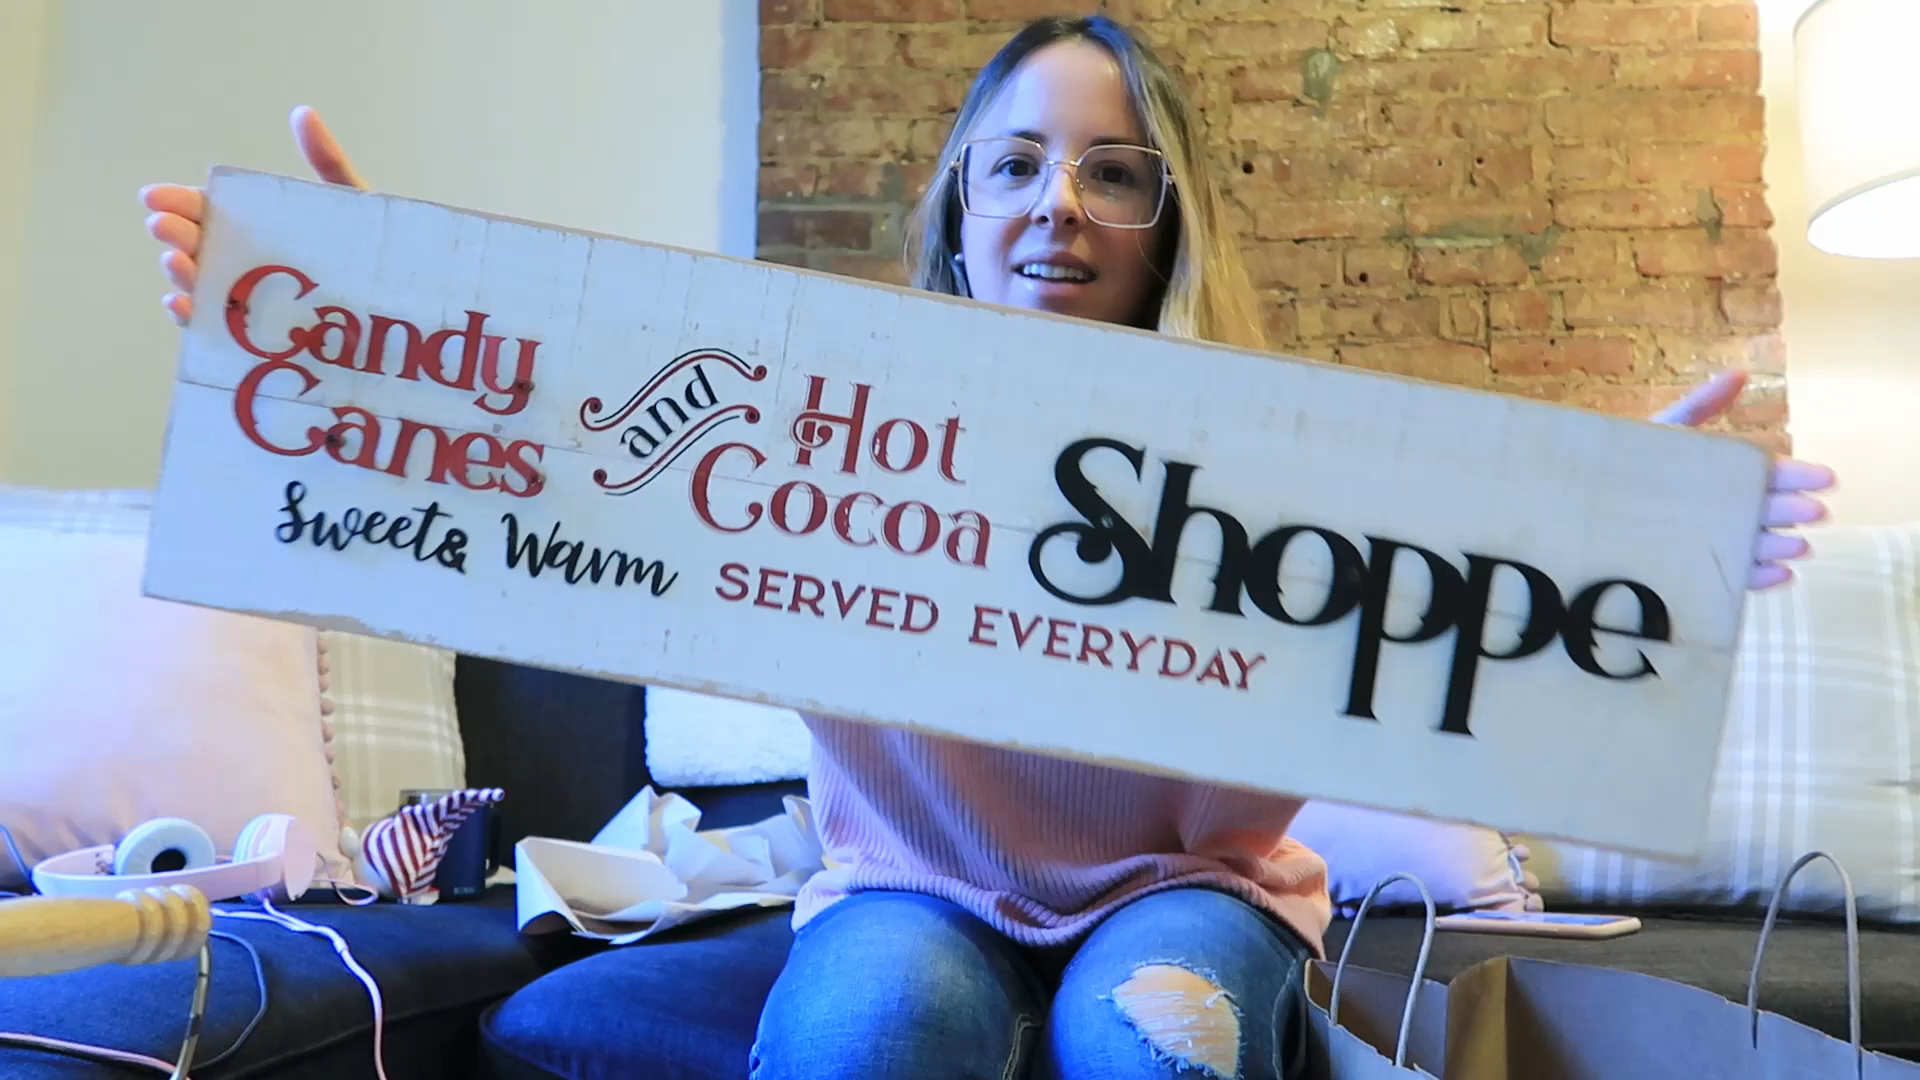 Candy
Canes
and
Hot
Cocoa
Shoppe
Sweet & Warm
SERVED EVERYDAY